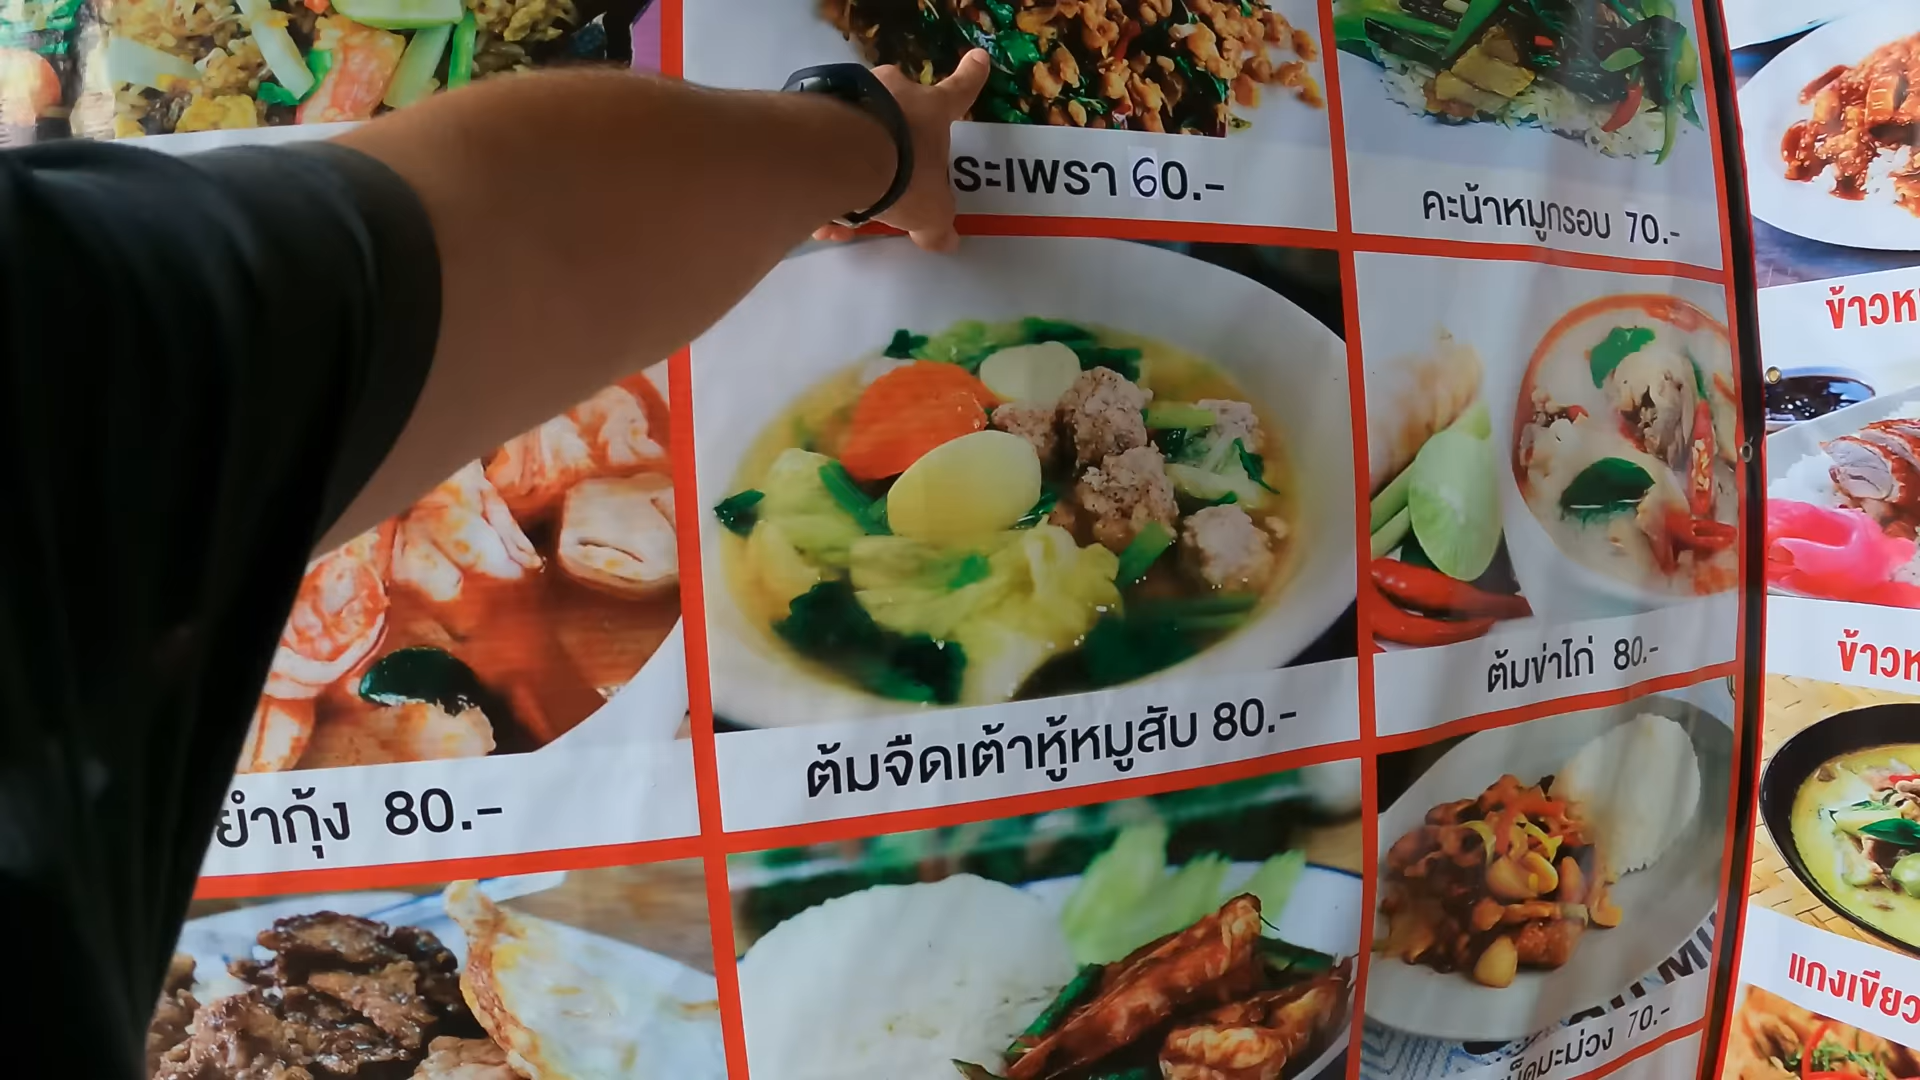 ระเพรา 60.-
คะน้าหมูกรอบ 70.-
ต้มจืดเต้าหู้หมูสับ 80.-
ต้มข่าไก่ 80.-
ยำกุ้ง 80.-
มะม่วง 70.-
ข้าวห
ข้าวห
แกงเขียว